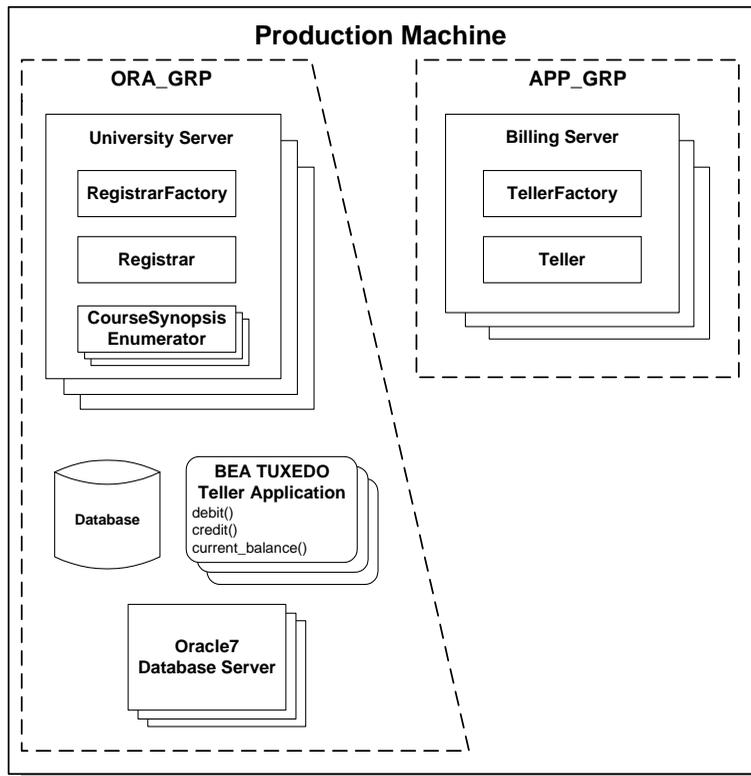 Production Machine
ORA_GRP
University Server
RegistrarFactory
Registrar
CourseSynopsis
Enumerator
Database
BEA TUXEDO
Teller Application
debit()
credit()
current_balance()
Oracle7
Database Server
APP_GRP
Billing Server
TellerFactory
Teller